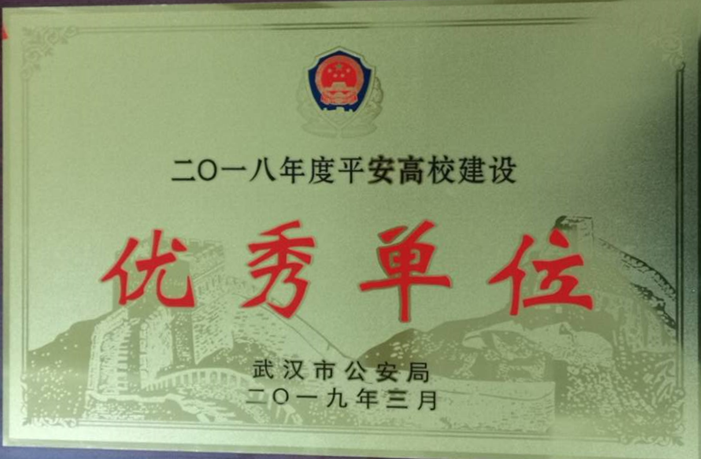 二〇一八年度平安高校建设
优秀单位
武汉市公安局
二〇一九年三月